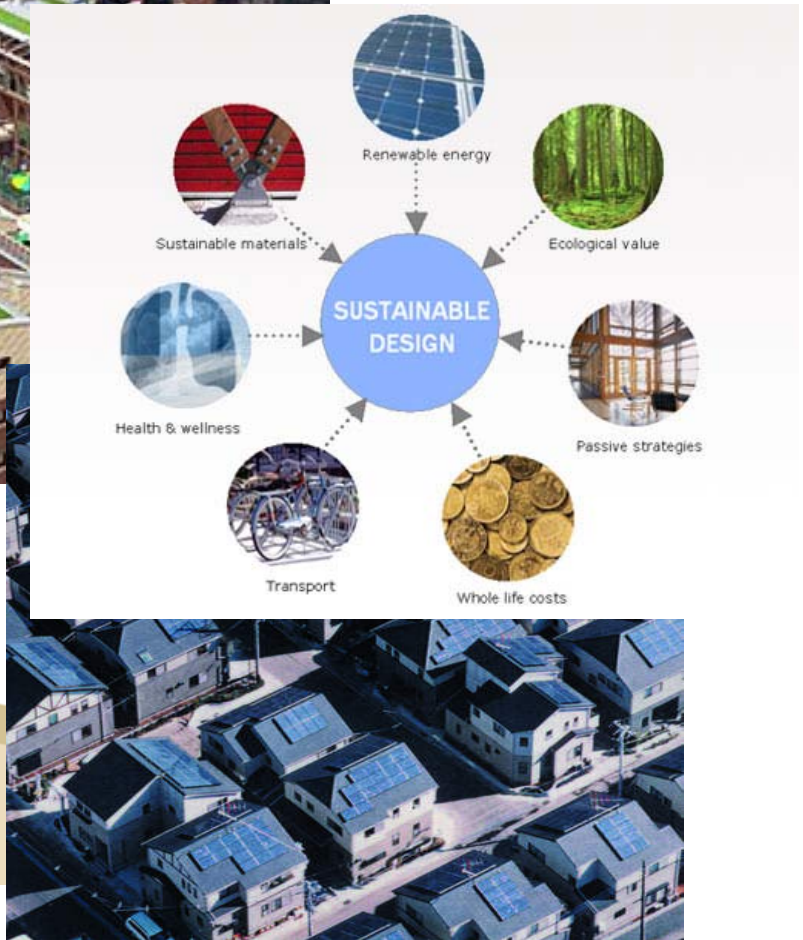 Renewable energy
Sustainable materials
Ecological value
SUSTAINABLE
DESIGN
Health & wellness
Passive strategies
Transport
Whole life costs